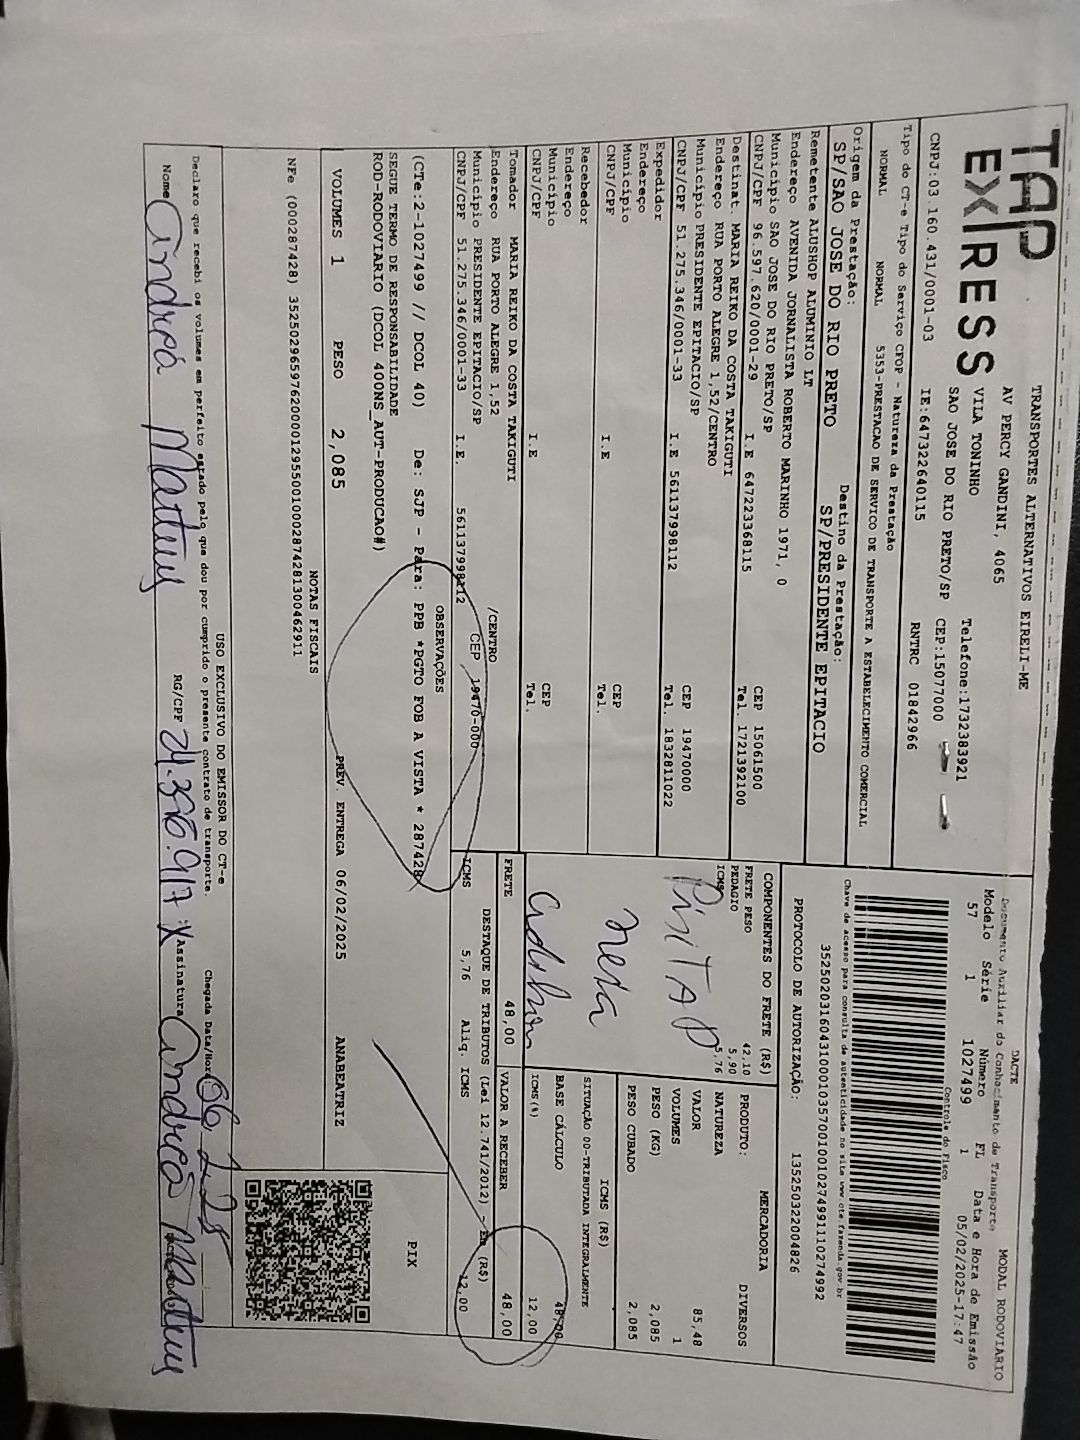 TAP
EXPRESS
TRANSPORTES ALTERNATIVOS EIRELI-ME
AV PERCY GANDINI, 4065
VILA TONINHO
SAO JOSE DO RIO PRETO/SP
Telefone:1732383921
CEP:15077000
CNPJ:03.160.431/0001-03 IE:647322640115 RNTRC 01842966
DACTE MODAL RODOVIARIO
Documento Auxiliar do Conhecimento de Transporte
Modelo Série Número FL Data e Hora de Emissão
57 1 1027499 1 05/02/2025-17:47
Controle do Fisco
Chave de acesso para consulta de autenticidade no site www.cte.fazenda.gov.br
35250203160431000103570010010274991110274992
PROTOCOLO DE AUTORIZAÇÃO: 135250322004826
Tipo do CT-e Tipo do Serviço CFOP - Natureza da Prestação
NORMAL NORMAL 5353-PRESTACAO DE SERVICO DE TRANSPORTE A ESTABELECIMENTO COMERCIAL
Origem da Prestação: Destino da Prestação:
SP/SAO JOSE DO RIO PRETO SP/PRESIDENTE EPITACIO
Remetente ALUSHOP ALUMINIO LT
Endereço AVENIDA JORNALISTA ROBERTO MARINHO 1971, 0
Município SAO JOSE DO RIO PRETO/SP CEP 15061500
CNPJ/CPF 96.597.620/0001-29 I.E 647223368115 Tel. 1721392100
Destinat. MARIA REIKO DA COSTA TAKIGUTI
Endereço RUA PORTO ALEGRE 1,52/CENTRO
Município PRESIDENTE EPITACIO/SP CEP 19470000
CNPJ/CPF 51.275.346/0001-33 I.E 561137998112 Tel. 1832811022
Expedidor
Endereço
Município CEP
CNPJ/CPF I.E Tel.
Recebedor
Endereço
Município CEP
CNPJ/CPF I.E Tel.
Tomador MARIA REIKO DA COSTA TAKIGUTI
Endereço RUA PORTO ALEGRE 1,52 /CENTRO
Município PRESIDENTE EPITACIO/SP CEP 19470-000
CNPJ/CPF 51.275.346/0001-33 I.E. 561137998112
COMPONENTES DO FRETE (R$)
FRETE PESO 42,10
PEDAGIO 5,90
ICMS 5,76
MERCADORIA
PRODUTO: DIVERSOS
NATUREZA
VALOR 85,48
VOLUMES 1
PESO (KG) 2,085
PESO CUBADO 2,085
ICMS (R$)
SITUAÇÃO 00-TRIBUTADA INTEGRALMENTE
BASE CÁLCULO 48,00
ICMS(%) 12,00
FRETE 48,00 VALOR A RECEBER 48,00
DESTAQUE DE TRIBUTOS (Lei 12.741/2012) - Em (R$)
ICMS 5,76 Aliq. ICMS 12,00
OBSERVAÇÕES
(CTe:2-1027499 // DCOL 40) De: SJP - Para: PPB *PGTO FOB A VISTA * 287428
SEGUE TERMO DE RESPONSABILIDADE
ROD-RODOVIARIO (DCOL 400NS_AUT-PRODUCAO#)
PIX
VOLUMES 1 PESO 2,085 PREV. ENTREGA 06/02/2025 ANABEATRIZ
NOTAS FISCAIS
NFe (000287428) 35250296597620000129550010002874281300462911
USO EXCLUSIVO DO EMISSOR DO CT-e
Declaro que recebi os volumes em perfeito estado pelo que dou por cumprido o presente contrato de transporte. Chegada Data/Hora 06 2 25
Nome Andréa Martins RG/CPF 24.356.917-X Assinatura Andréa Martins